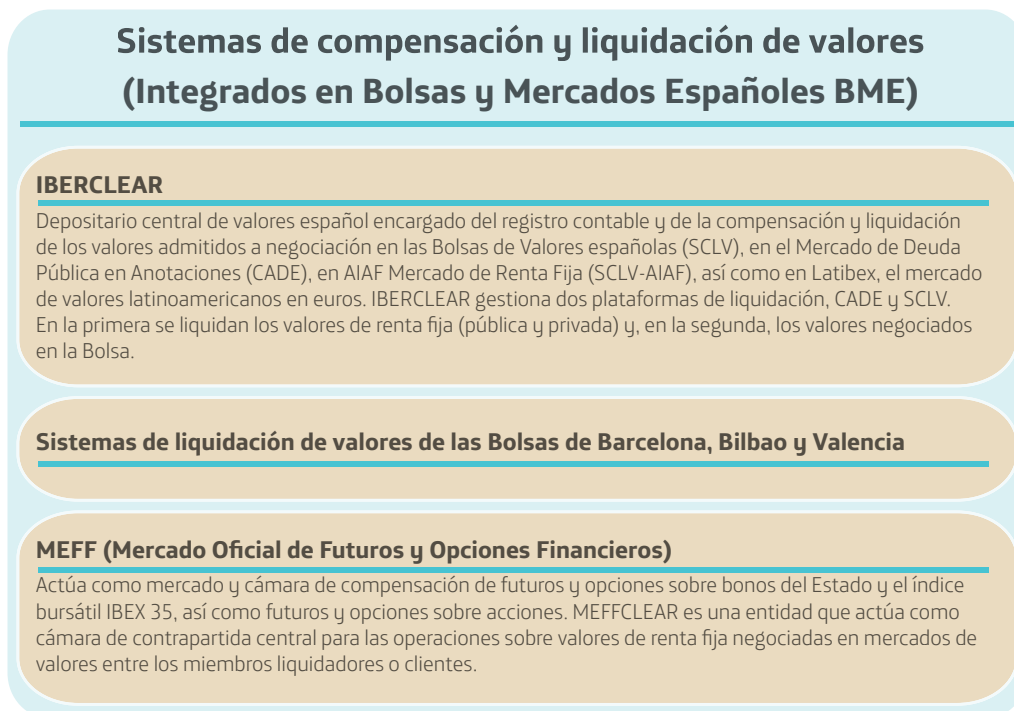 Sistemas de compensación y liquidación de valores
(Integrados en Bolsas y Mercados Españoles BME)
IBERCLEAR
Depositario central de valores español encargado del registro contable y de la compensación y liquidación
de los valores admitidos a negociación en las Bolsas de Valores españolas (SCLV), en el Mercado de Deuda
Pública en Anotaciones (CADE), en AIAF Mercado de Renta Fija (SCLV-AIAF), así como en Latibex, el mercado
de valores latinoamericanos en euros. IBERCLEAR gestiona dos plataformas de liquidación, CADE y SCLV.
En la primera se liquidan los valores de renta fija (pública y privada) y, en la segunda, los valores negociados
en la Bolsa.
Sistemas de liquidación de valores de las Bolsas de Barcelona, Bilbao y Valencia
MEFF (Mercado Oficial de Futuros y Opciones Financieros)
Actúa como mercado y cámara de compensación de futuros y opciones sobre bonos del Estado y el índice
bursátil IBEX 35, así como futuros y opciones sobre acciones. MEFFCLEAR es una entidad que actúa como
cámara de contrapartida central para las operaciones sobre valores de renta fija negociadas en mercados de
valores entre los miembros liquidadores o clientes.